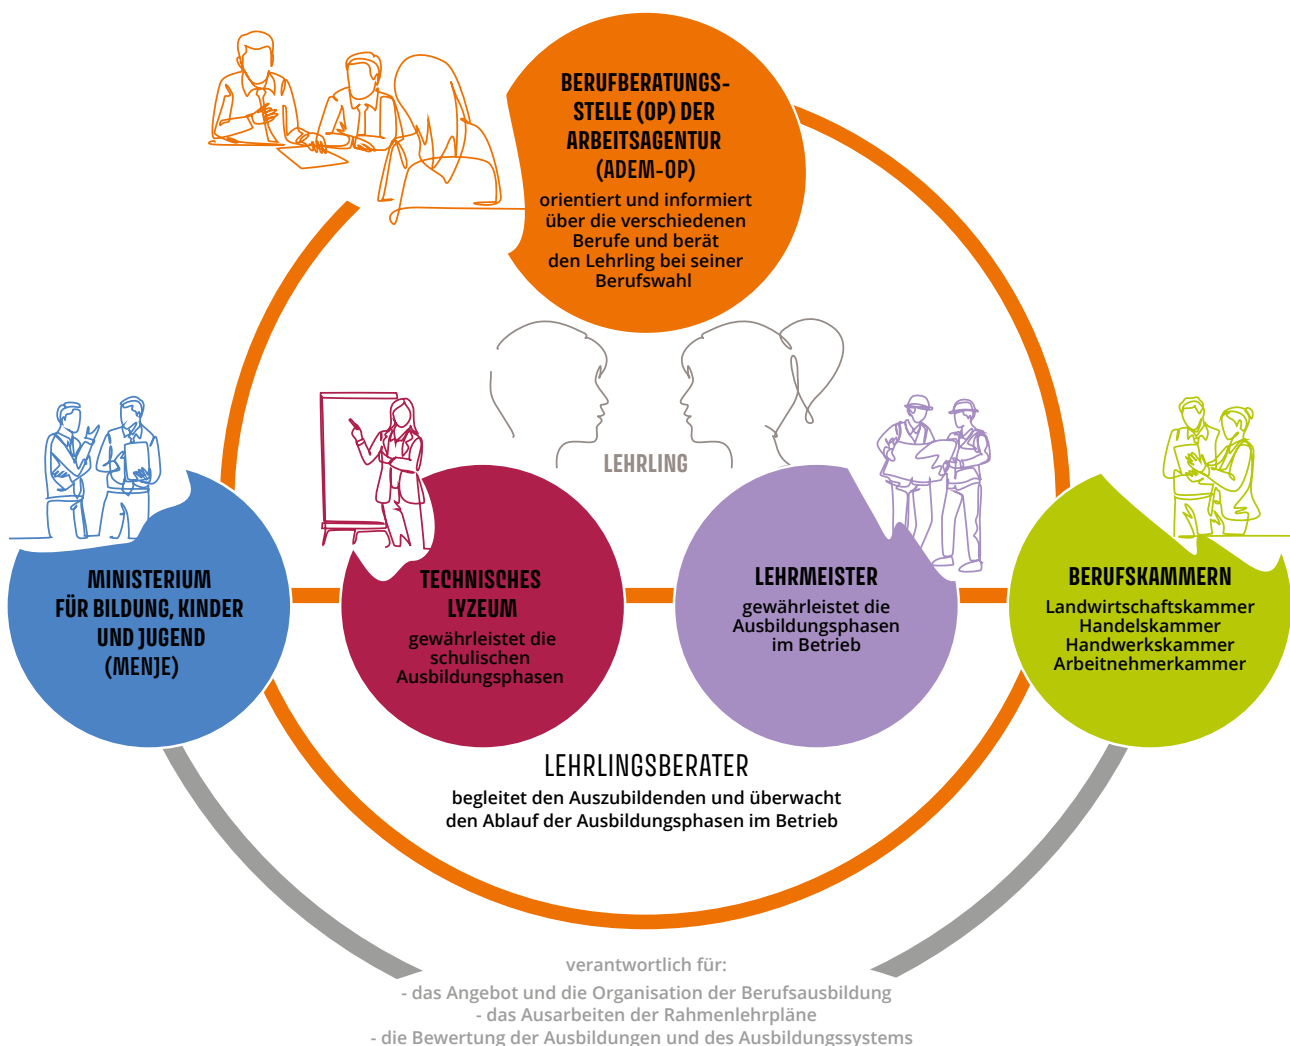 BERUFBERATUNGS-
STELLE (OP) DER
ARBEITSAGENTUR
(ADEM-OP)
orientiert und informiert
über die verschiedenen
Berufe und berät
den Lehrling bei seiner
Berufswahl
LEHRLING
MINISTERIUM
FÜR BILDUNG, KINDER
UND JUGEND
(MENJE)
TECHNISCHES
LYZEUM
gewährleistet die
schulischen
Ausbildungsphasen
LEHRMEISTER
gewährleistet die
Ausbildungsphasen
im Betrieb
BERUFSKAMMERN
Landwirtschaftskammer
Handelskammer
Handwerkskammer
Arbeitnehmerkammer
LEHRLINGSBERATER
begleitet den Auszubildenden und überwacht
den Ablauf der Ausbildungsphasen im Betrieb
verantwortlich für:
- das Angebot und die Organisation der Berufsausbildung
- das Ausarbeiten der Rahmenlehrpläne
- die Bewertung der Ausbildungen und des Ausbildungssystems